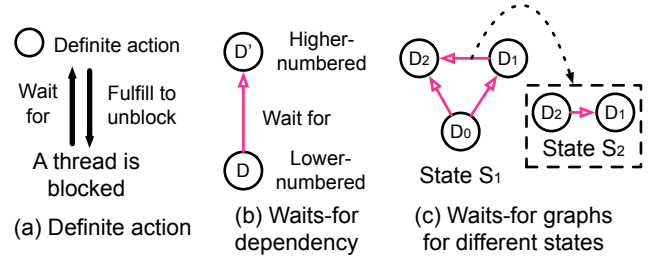 Definite action
Wait for
Fulfill to unblock
A thread is blocked
(a) Definite action
D'
Higher-numbered
Wait for
D
Lower-numbered
(b) Waits-for dependency
D2
D1
D0
State S1
D2
D1
State S2
(c) Waits-for graphs for different states